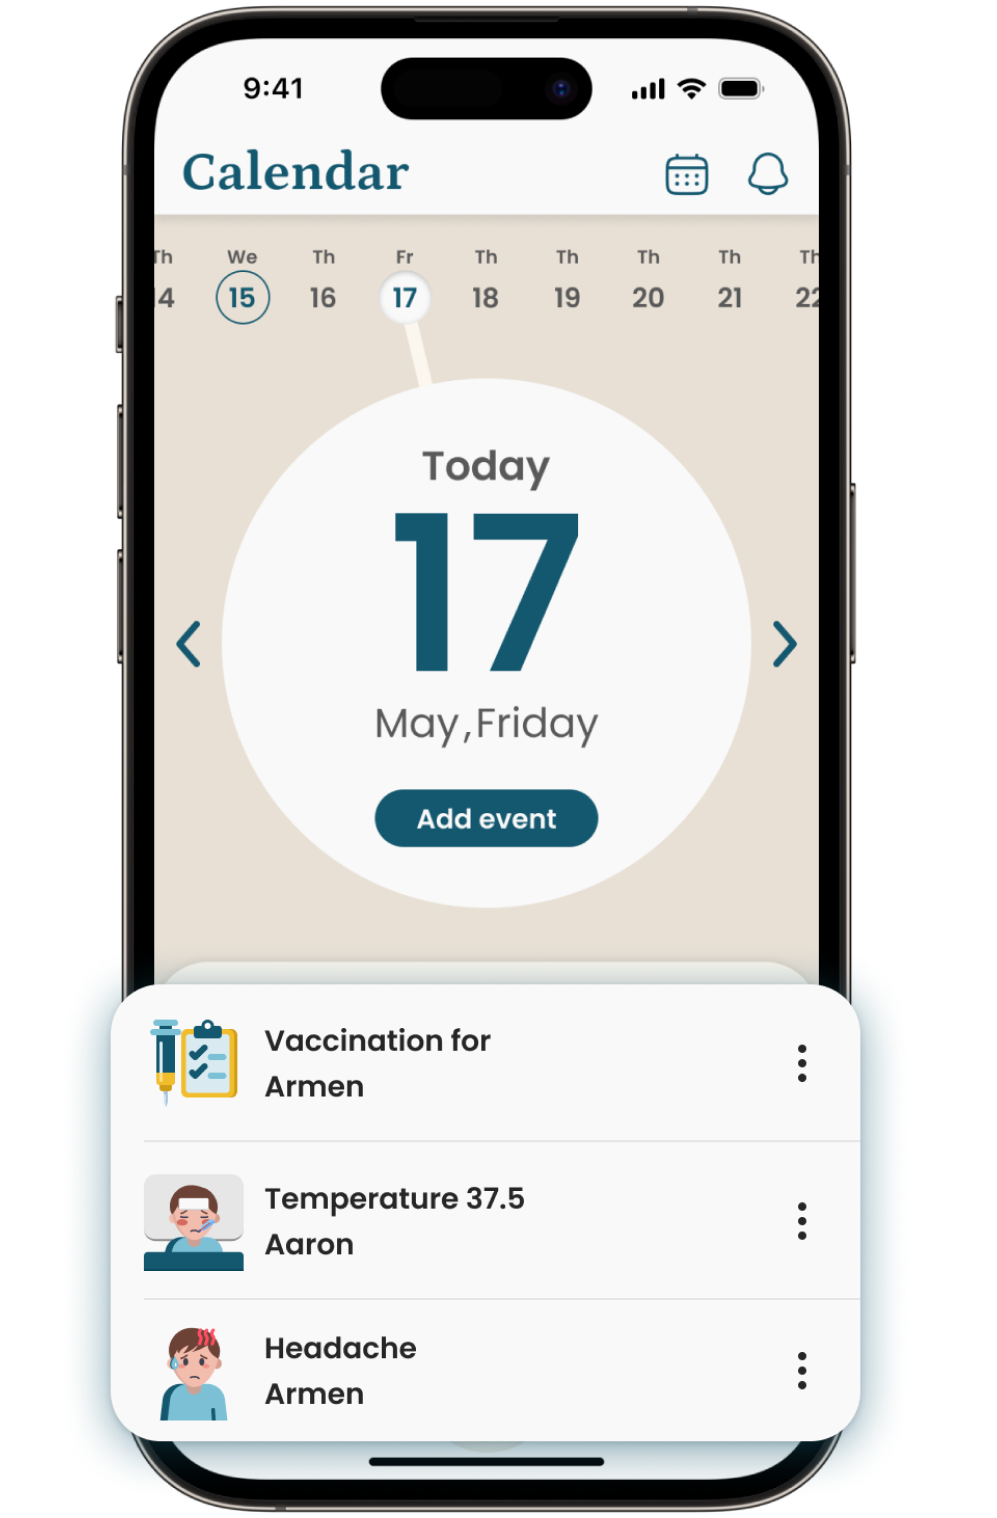 9:41
Calendar
Th We Th Fr Th Th Th Th Th
14 15 16 17 18 19 20 21 22
Today
17
May,Friday
Add event
Vaccination for
Armen
Temperature 37.5
Aaron
Headache
Armen